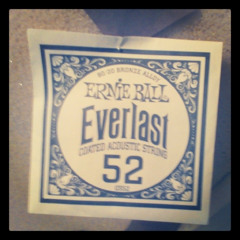 80/20 BRONZE ALLOY
ERNIE BALL
Everlast
COATED ACOUSTIC STRING
52